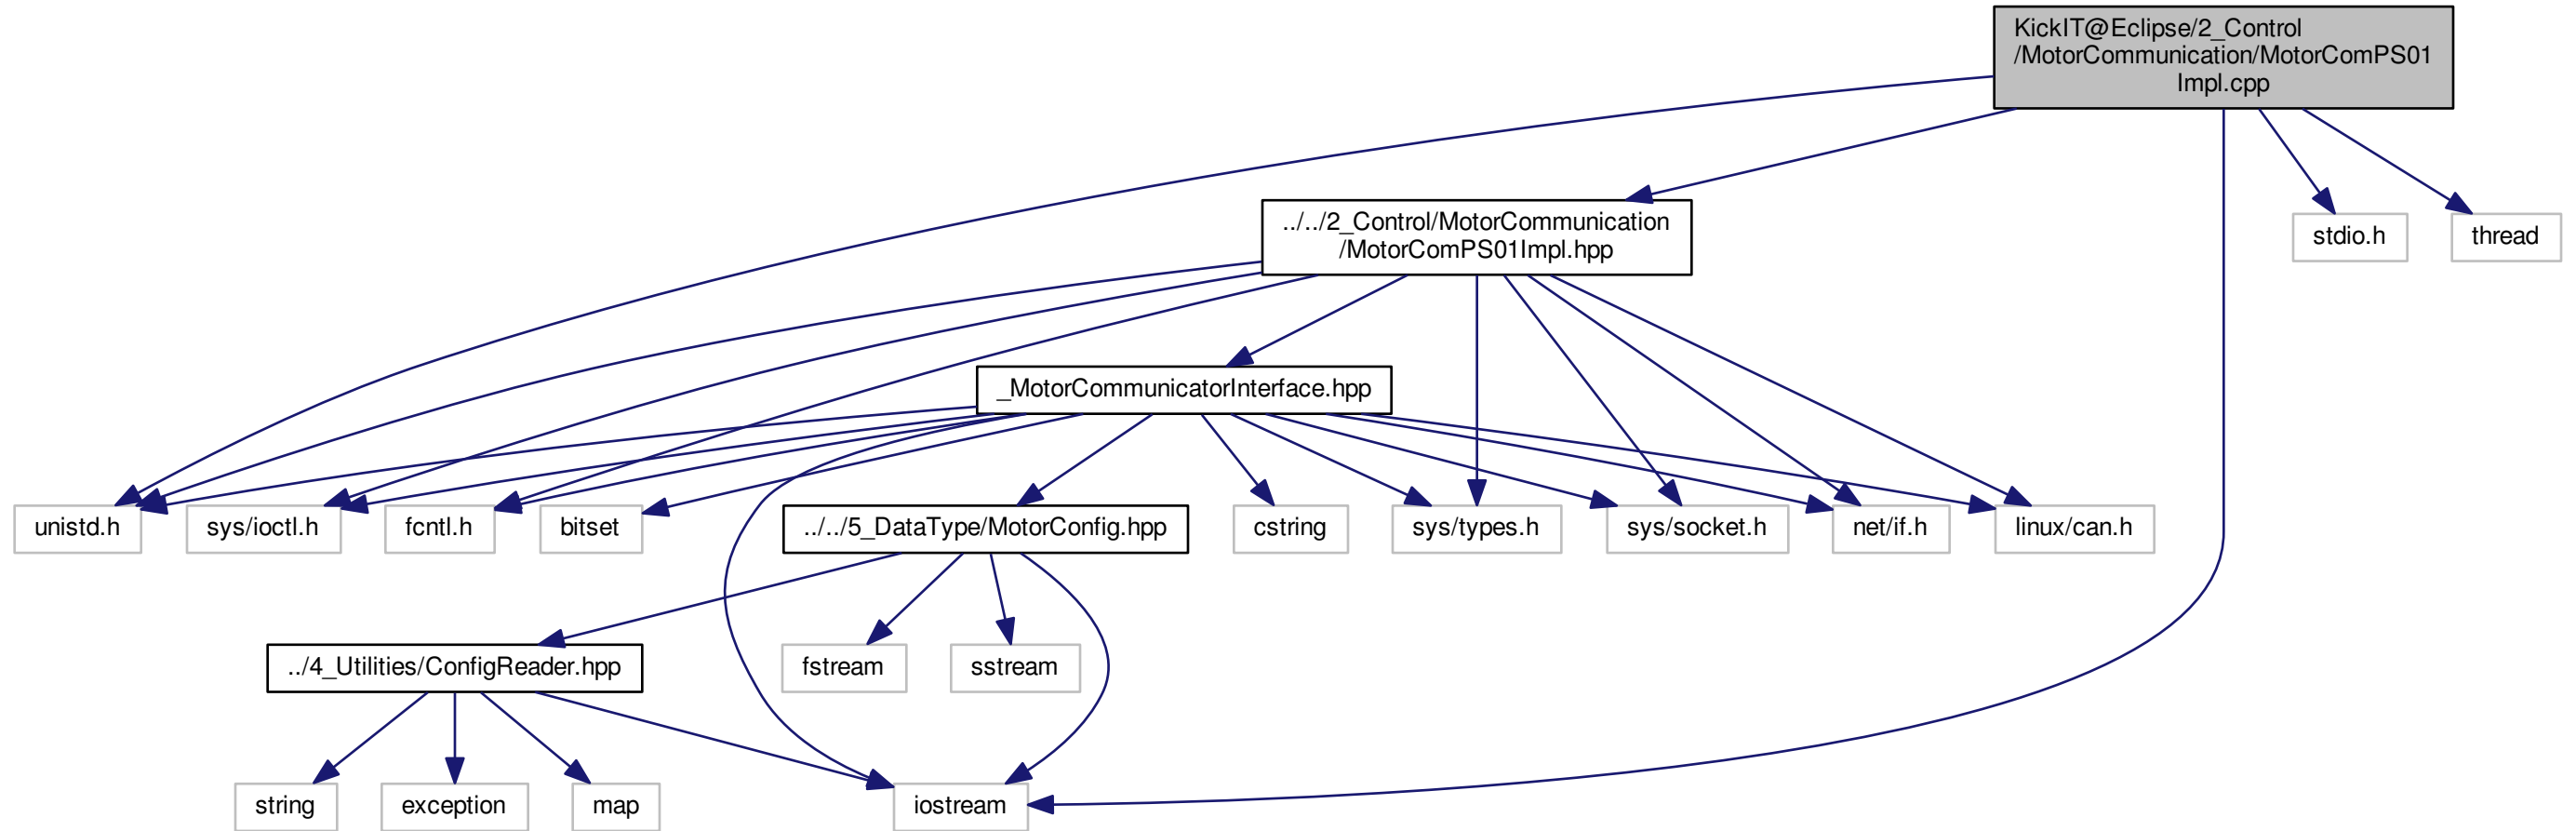 KickIT@Eclipse/2_Control
/MotorCommunication/MotorComPS01
Impl.cpp
../../2_Control/MotorCommunication
/MotorComPS01Impl.hpp
stdio.h
thread
_MotorCommunicatorInterface.hpp
unistd.h
sys/ioctl.h
fcntl.h
bitset
../../5_DataType/MotorConfig.hpp
cstring
sys/types.h
sys/socket.h
net/if.h
linux/can.h
../4_Utilities/ConfigReader.hpp
fstream
sstream
string
exception
map
iostream